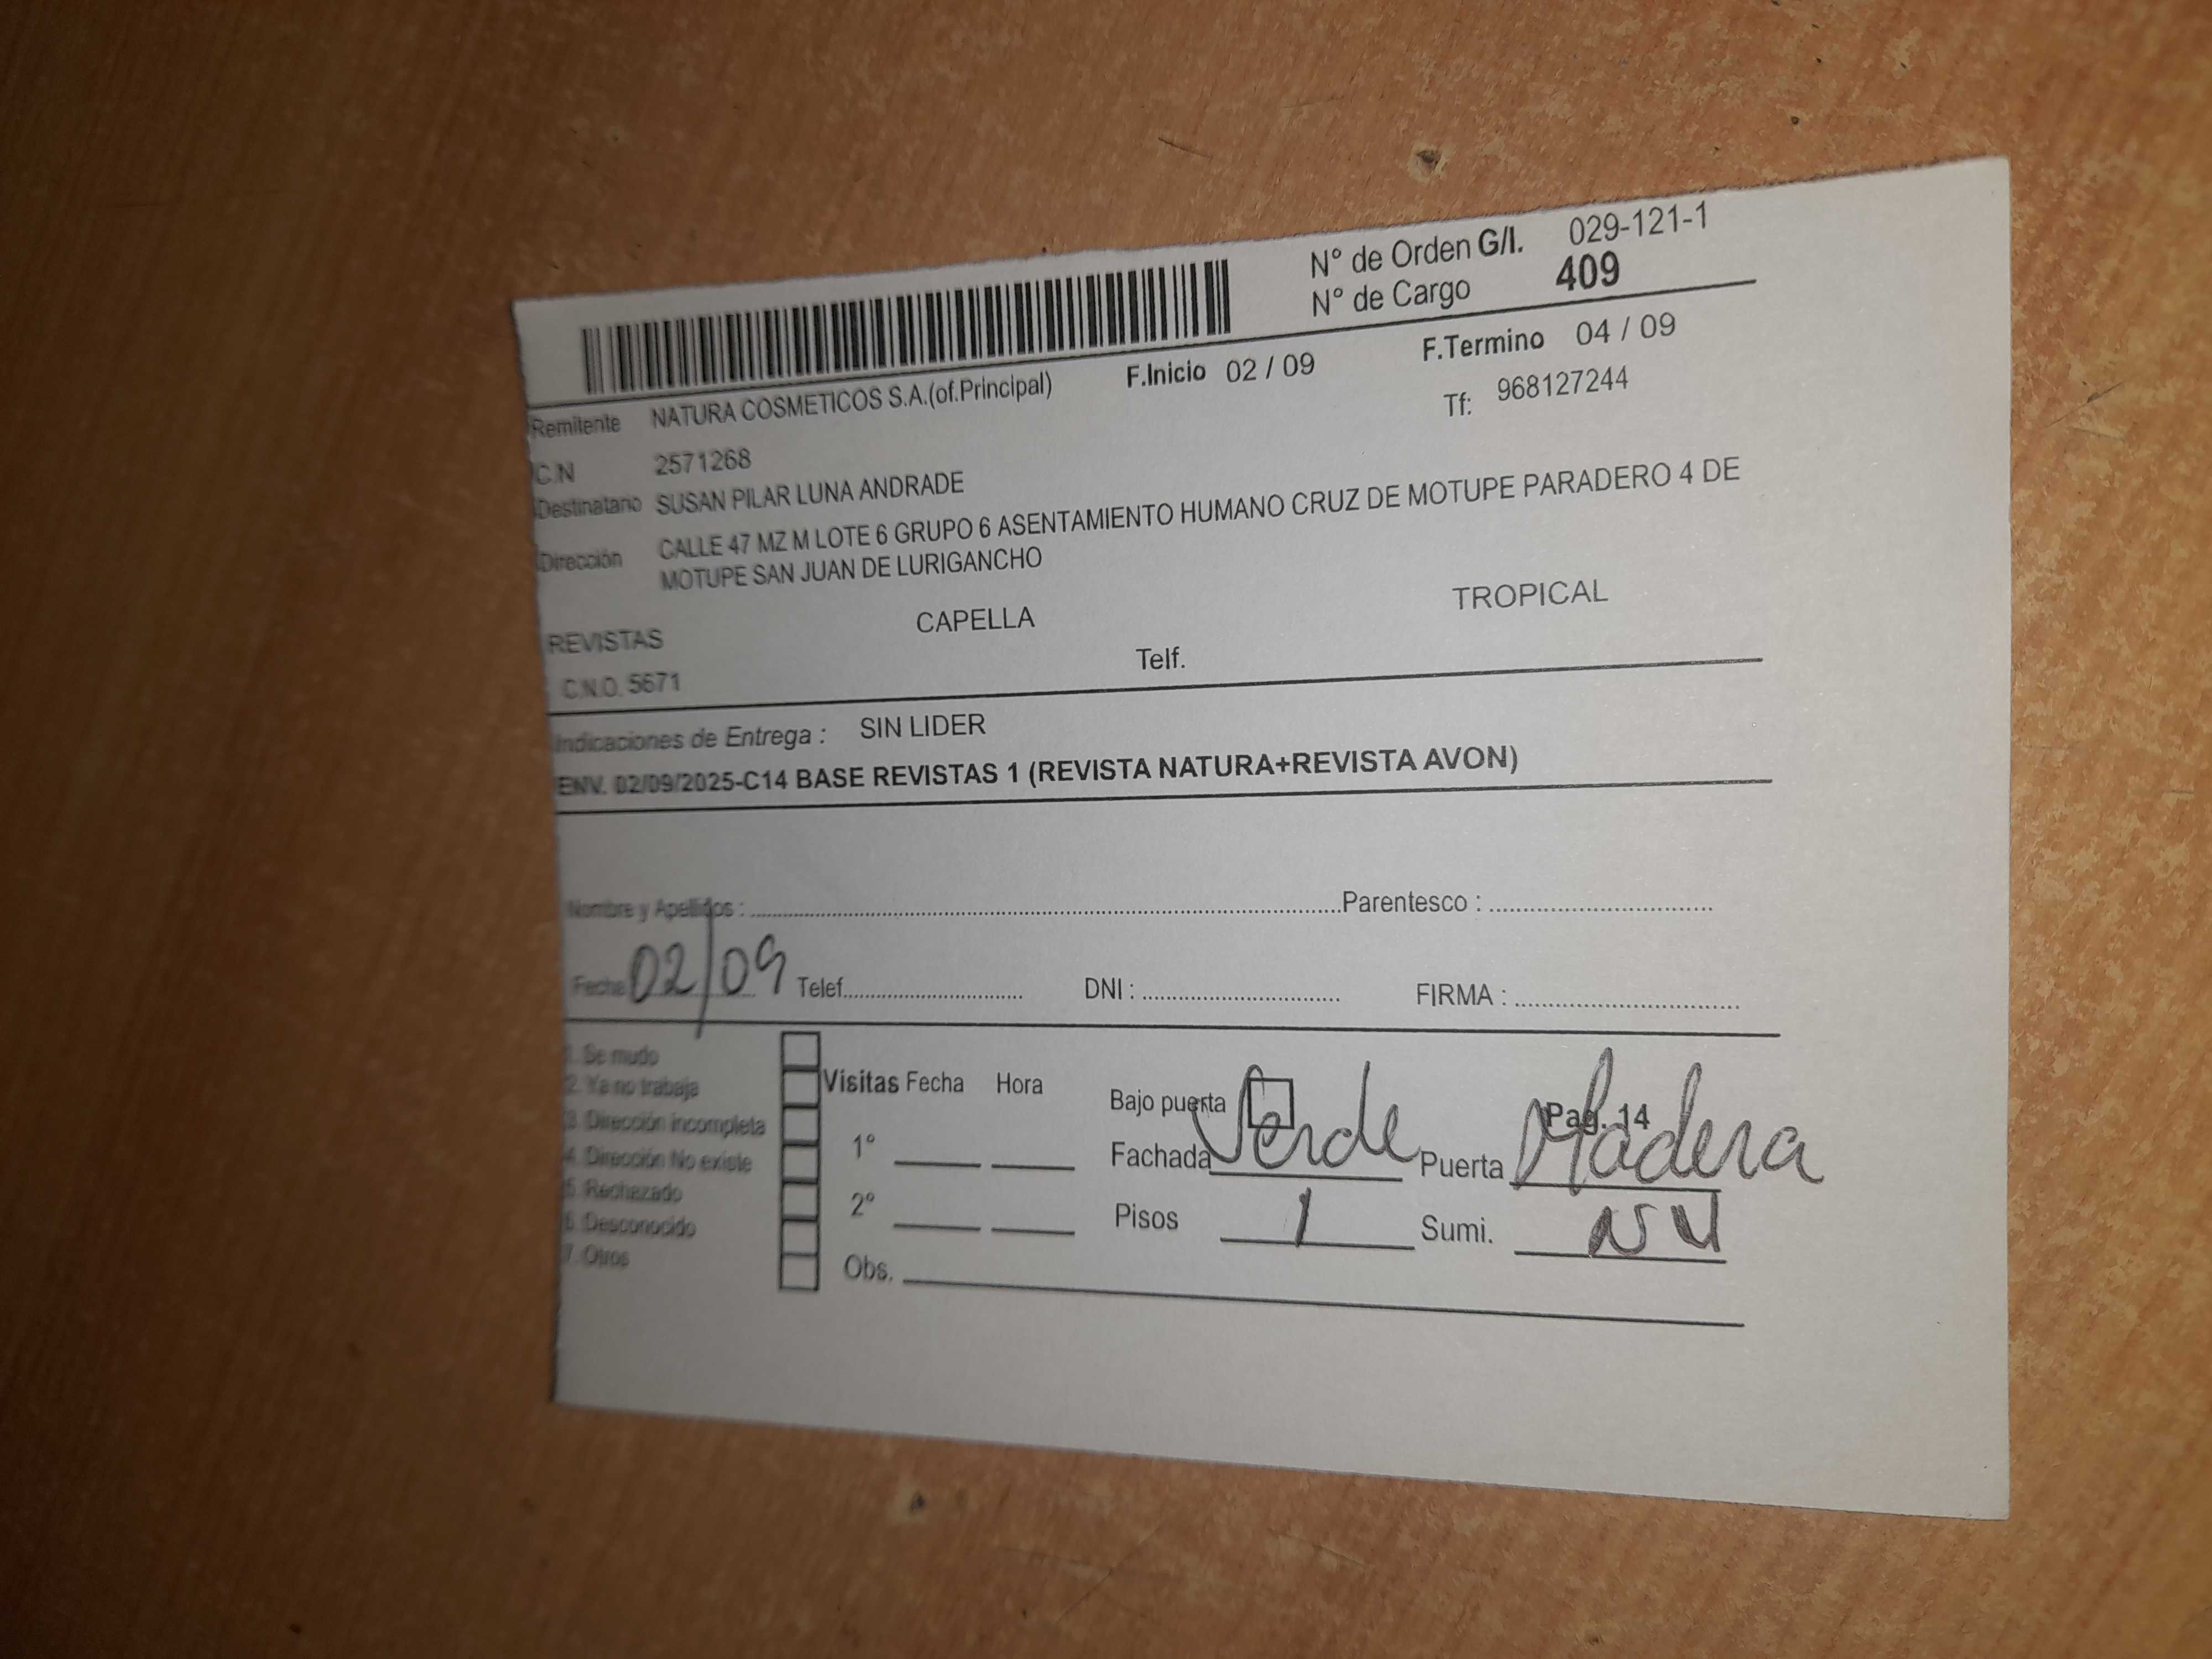 N° de Orden G/I. 029-121-1
N° de Cargo 409
F.Inicio 02 / 09 F.Termino 04 / 09
Remitente NATURA COSMETICOS S.A.(of.Principal) Tf: 968127244
C.N 2571268
Destinatario SUSAN PILAR LUNA ANDRADE
Dirección CALLE 47 MZ M LOTE 6 GRUPO 6 ASENTAMIENTO HUMANO CRUZ DE MOTUPE PARADERO 4 DE
MOTUPE SAN JUAN DE LURIGANCHO
REVISTAS CAPELLA TROPICAL
C.N.O. 5671 Telf.
Indicaciones de Entrega : SIN LIDER
ENV. 02/09/2025-C14 BASE REVISTAS 1 (REVISTA NATURA+REVISTA AVON)
Nombre y Apellidos : Parentesco :
Fecha 02/09 Telef. DNI : FIRMA :
1. Se mudo
2. Ya no trabaja
3. Dirección incompleta
4. Dirección No existe
5. Rechazado
6. Desconocido
7. Otros
Visitas Fecha Hora
1°
2°
Obs.
Bajo puerta Pag. 14
Fachada Verde Puerta Madera
Pisos 1 Sumi.